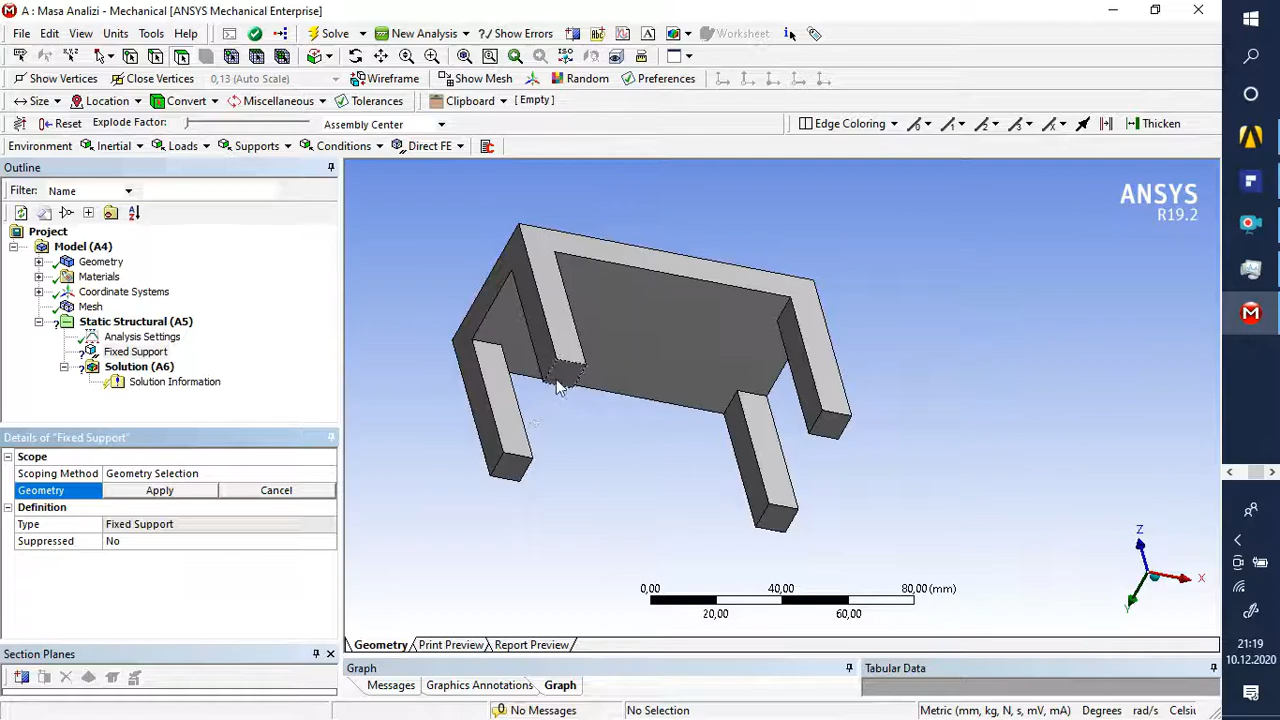 A : Masa Analizi - Mechanical [ANSYS Mechanical Enterprise]
File Edit View Units Tools Help Solve New Analysis Show Errors Worksheet
Show Vertices Close Vertices 0,13 (Auto Scale) Wireframe Show Mesh Random Preferences
Size Location Convert Miscellaneous Tolerances Clipboard [ Empty ]
Reset Explode Factor: Assembly Center Edge Coloring Thicken
Environment Inertial Loads Supports Conditions Direct FE
Outline
Filter: Name
Project
Model (A4)
Geometry
Materials
Coordinate Systems
Mesh
Static Structural (A5)
Analysis Settings
Fixed Support
Solution (A6)
Solution Information
Details of "Fixed Support"
Scope
Scoping Method Geometry Selection
Geometry Apply Cancel
Definition
Type Fixed Support
Suppressed No
Section Planes
ANSYS
R19.2
0,00 40,00 80,00 (mm)
20,00 60,00
Z
X
Y
Geometry Print Preview Report Preview
Graph Tabular Data
Messages Graphics Annotations Graph
No Messages No Selection Metric (mm, kg, N, s, mV, mA) Degrees rad/s Celsi
21:19
10.12.2020